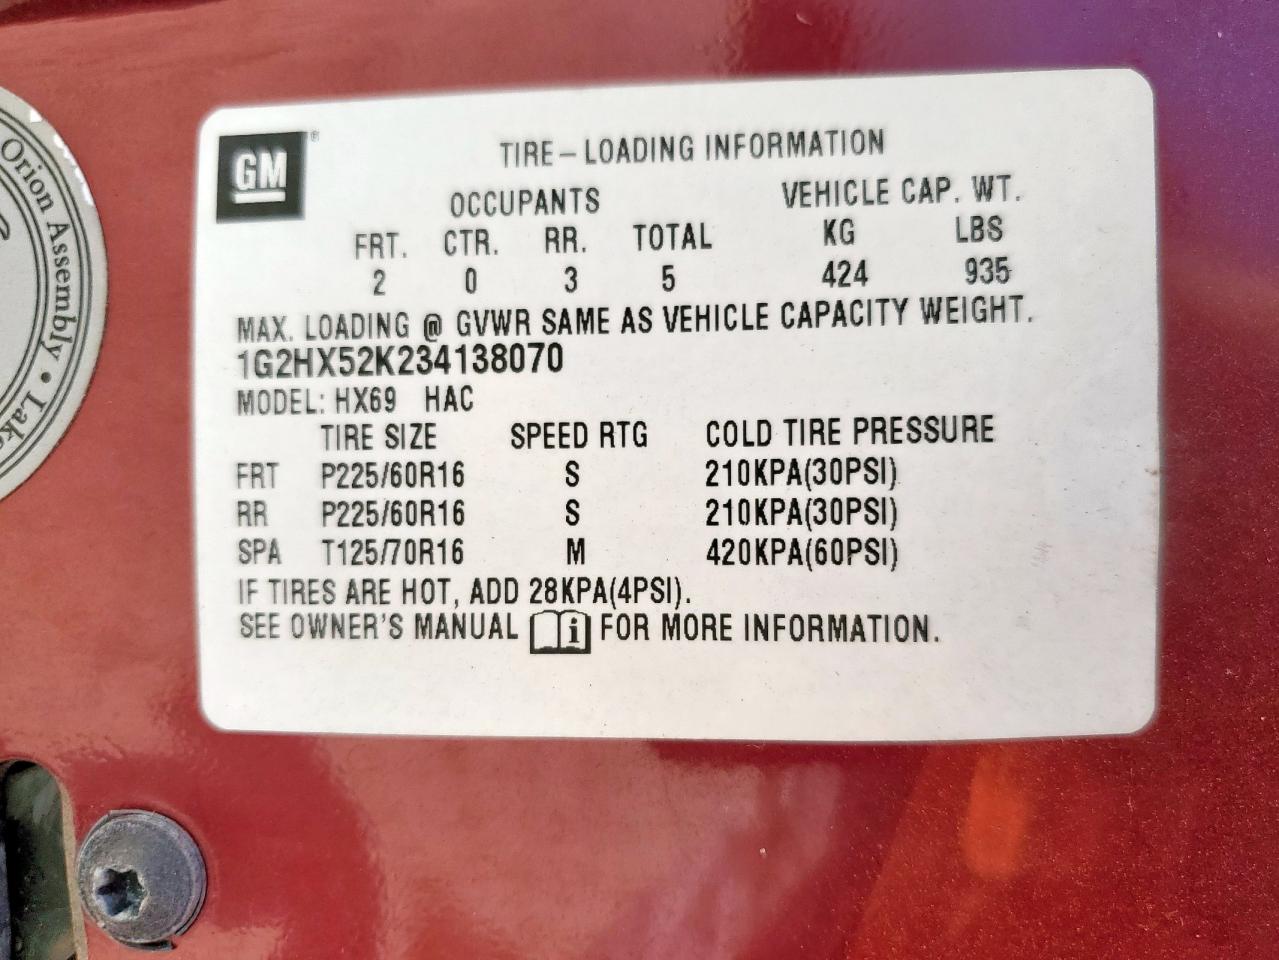 Orion Assembly • Lake
GM®
TIRE – LOADING INFORMATION
OCCUPANTS VEHICLE CAP. WT.
FRT. CTR. RR. TOTAL KG LBS
2 0 3 5 424 935
MAX. LOADING @ GVWR SAME AS VEHICLE CAPACITY WEIGHT.
1G2HX52K234138070
MODEL: HX69 HAC
TIRE SIZE SPEED RTG COLD TIRE PRESSURE
FRT P225/60R16 S 210KPA(30PSI)
RR P225/60R16 S 210KPA(30PSI)
SPA T125/70R16 M 420KPA(60PSI)
IF TIRES ARE HOT, ADD 28KPA(4PSI).
SEE OWNER'S MANUAL i FOR MORE INFORMATION.